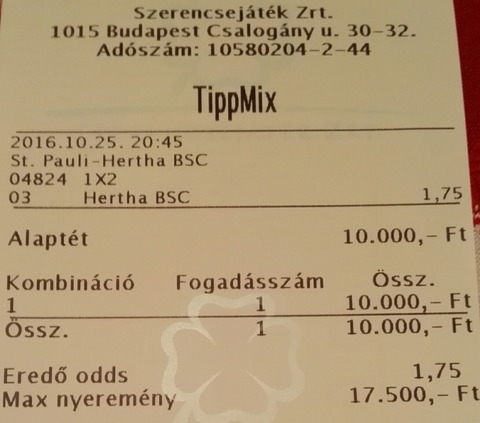 Szerencsejáték Zrt.
1015 Budapest Csalogány u. 30-32.
Adószám: 10580204-2-44
TippMix
2016.10.25. 20:45
St. Pauli-Hertha BSC
04824 1X2
03 Hertha BSC 1,75
Alaptét 10.000,- Ft
Kombináció Fogadásszám Össz.
1 1 10.000,- Ft
Össz. 1 10.000,- Ft
Eredő odds 1,75
Max nyeremény 17.500,- Ft